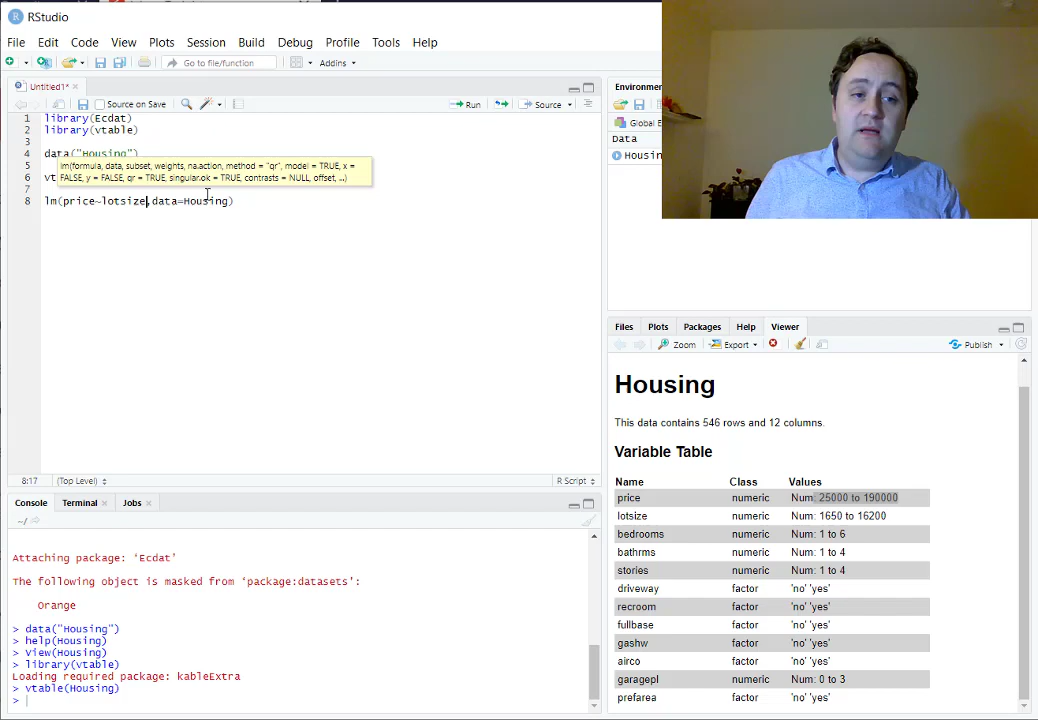 RStudio
File Edit Code View Plots Session Build Debug Profile Tools Help
Go to file/function Addins
Untitled1*
Source on Save Run Source
1 library(Ecdat)
2 library(vtable)
3
4 data("Housing")
5
lm(formula, data, subset, weights, na.action, method = "qr", model = TRUE, x =
6 vt
FALSE, y = FALSE, qr = TRUE, singular.ok = TRUE, contrasts = NULL, offset, ...)
7
8 lm(price~lotsize,data=Housing)
8:17 (Top Level) R Script
Console Terminal Jobs
~/
Attaching package: ‘Ecdat’
The following object is masked from ‘package:datasets’:
Orange
> data("Housing")
> help(Housing)
> View(Housing)
> library(vtable)
Loading required package: kableExtra
> vtable(Housing)
>
Environ
Global E
Data
Housin
Files Plots Packages Help Viewer
Zoom Export Publish
Housing
This data contains 546 rows and 12 columns.
Variable Table
Name Class Values
price numeric Num: 25000 to 190000
lotsize numeric Num: 1650 to 16200
bedrooms numeric Num: 1 to 6
bathrms numeric Num: 1 to 4
stories numeric Num: 1 to 4
driveway factor 'no' 'yes'
recroom factor 'no' 'yes'
fullbase factor 'no' 'yes'
gashw factor 'no' 'yes'
airco factor 'no' 'yes'
garagepl numeric Num: 0 to 3
prefarea factor 'no' 'yes'